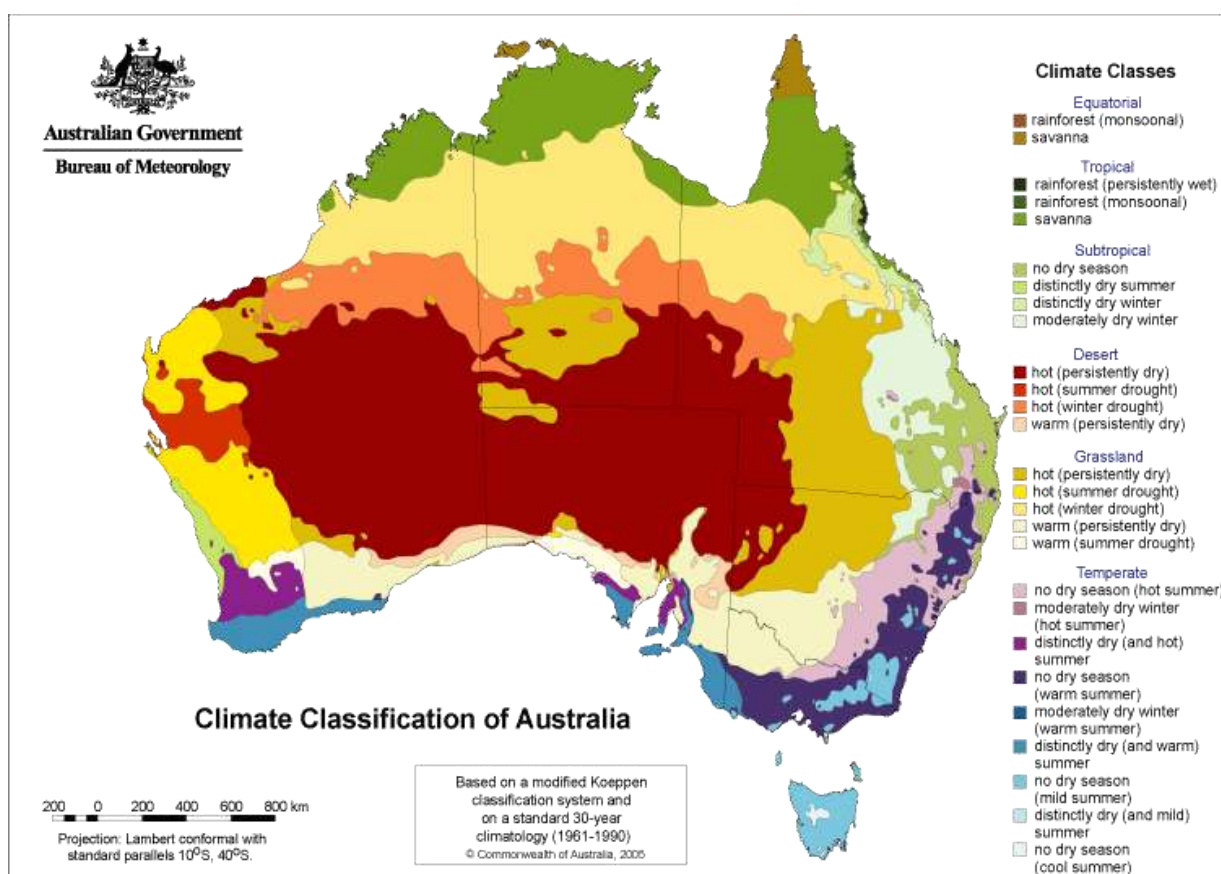 Australian Government
Bureau of Meteorology
Climate Classes
Equatorial
rainforest (monsoonal)
savanna
Tropical
rainforest (persistently wet)
rainforest (monsoonal)
savanna
Subtropical
no dry season
distinctly dry summer
distinctly dry winter
moderately dry winter
Desert
hot (persistently dry)
hot (summer drought)
hot (winter drought)
warm (persistently dry)
Grassland
hot (persistently dry)
hot (summer drought)
hot (winter drought)
warm (persistently dry)
warm (summer drought)
Temperate
no dry season (hot summer)
moderately dry winter
(hot summer)
distinctly dry (and hot)
summer
no dry season
(warm summer)
moderately dry winter
(warm summer)
distinctly dry (and warm)
summer
no dry season
(mild summer)
distinctly dry (and mild)
summer
no dry season
(cool summer)
Climate Classification of Australia
Based on a modified Koeppen
classification system and
on a standard 30-year
climatology (1961-1990)
© Commonwealth of Australia, 2005
200 0 200 400 600 800 km
Projection: Lambert conformal with
standard parallels 10°S, 40°S.